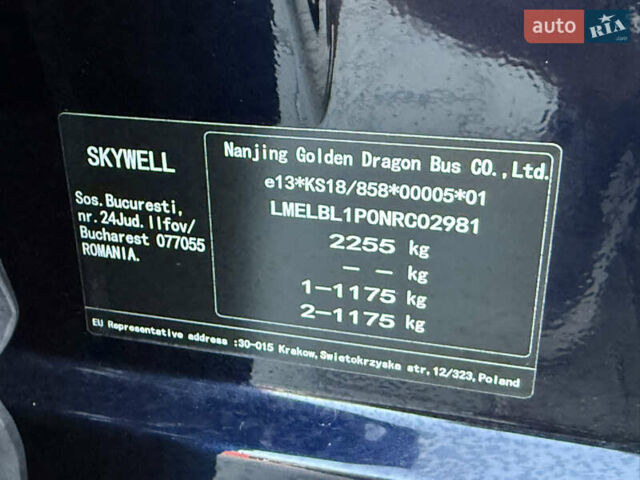 auto RIA .com
SKYWELL
Sos.Bucuresti,
nr.24Jud.Ilfov/
Bucharest 077055
ROMANIA.
Nanjing Golden Dragon Bus CO.,Ltd.
e13*KS18/858*00005*01
LMELBL1P0NRC02981
2255 kg
-- kg
1-1175 kg
2-1175 kg
EU Representative address :30-015 Krakow,Swietokrzyska str.12/323,Poland